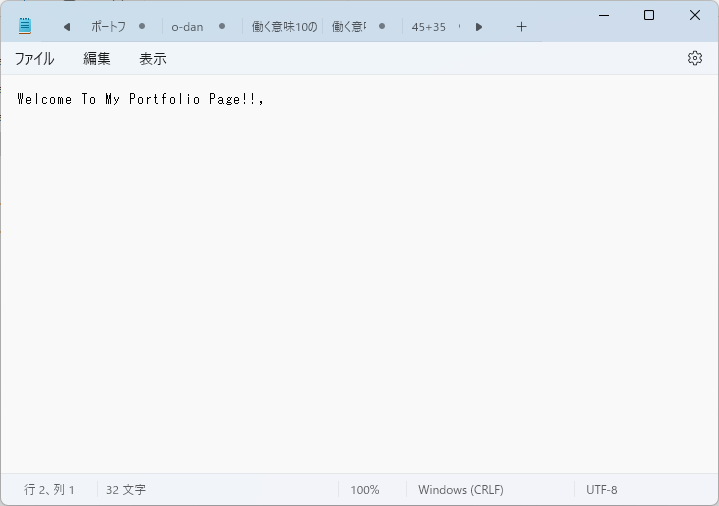 ポートフ
o-dan
働く意味10の
働く意味
45+35
ファイル 編集 表示
Welcome To My Portfolio Page!!,
行 2、列 1 32 文字 100% Windows (CRLF) UTF-8